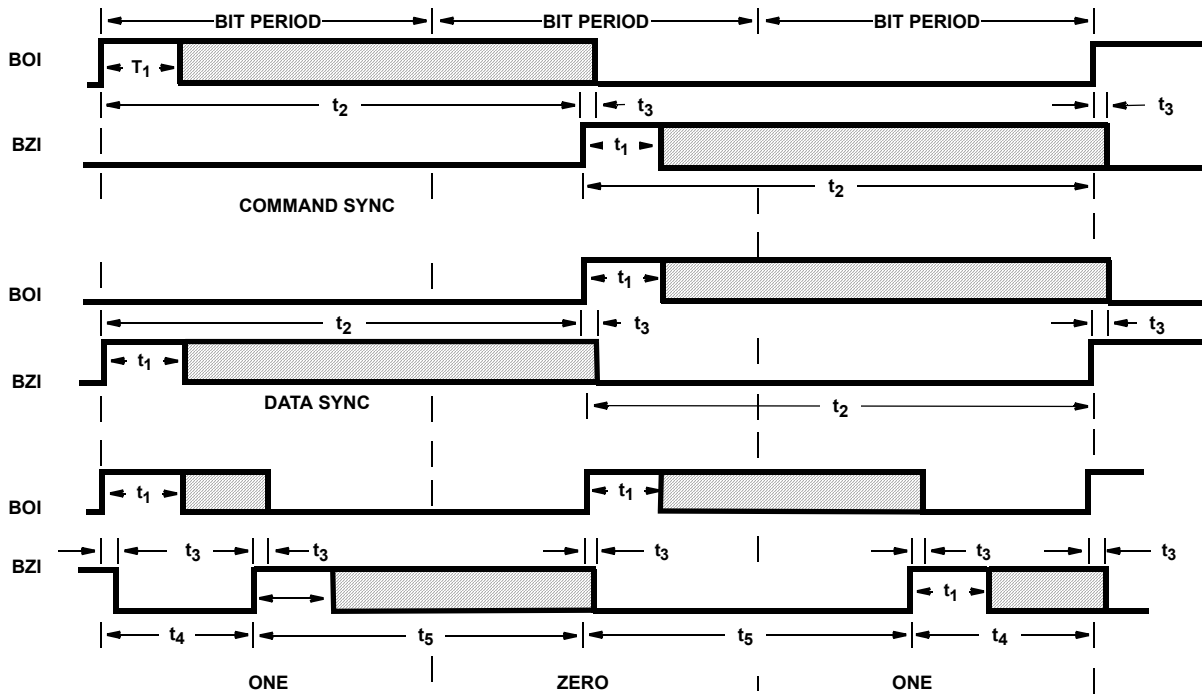 BIT PERIOD BIT PERIOD BIT PERIOD
BOI
T1
t2 t3 t3
BZI
t1
t2
COMMAND SYNC
BOI
t1
t2 t3 t3
BZI
t1
DATA SYNC
t2
BOI
t1 t1
BZI
t3 t3 t3 t3 t3
t1
t4 t5 t5 t4
ONE ZERO ONE